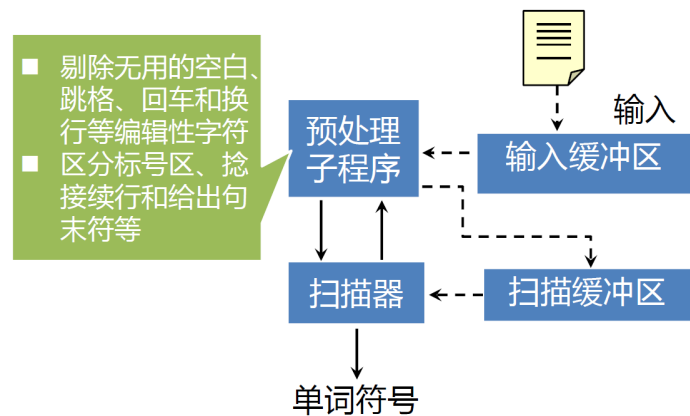 ■ 剔除无用的空白、
跳格、回车和换
行等编辑性字符
■ 区分标号区、捻
接续行和给出句
末符等
输入
预处理
子程序
输入缓冲区
扫描器
扫描缓冲区
单词符号